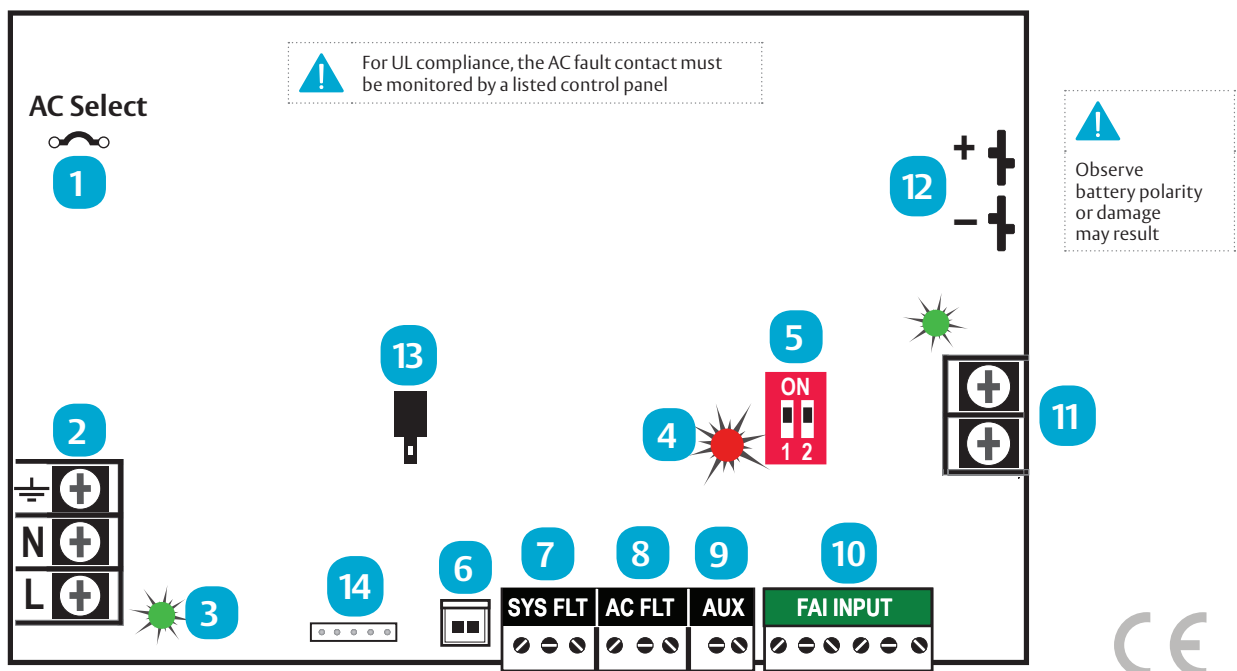 For UL compliance, the AC fault contact must
be monitored by a listed control panel
AC Select
1
+
12
−
Observe
battery polarity
or damage
may result
5
13
ON
1 2
4
11
2
N
L
3
14
6
7
8
9
10
SYS FLT
AC FLT
AUX
FAI INPUT
CE